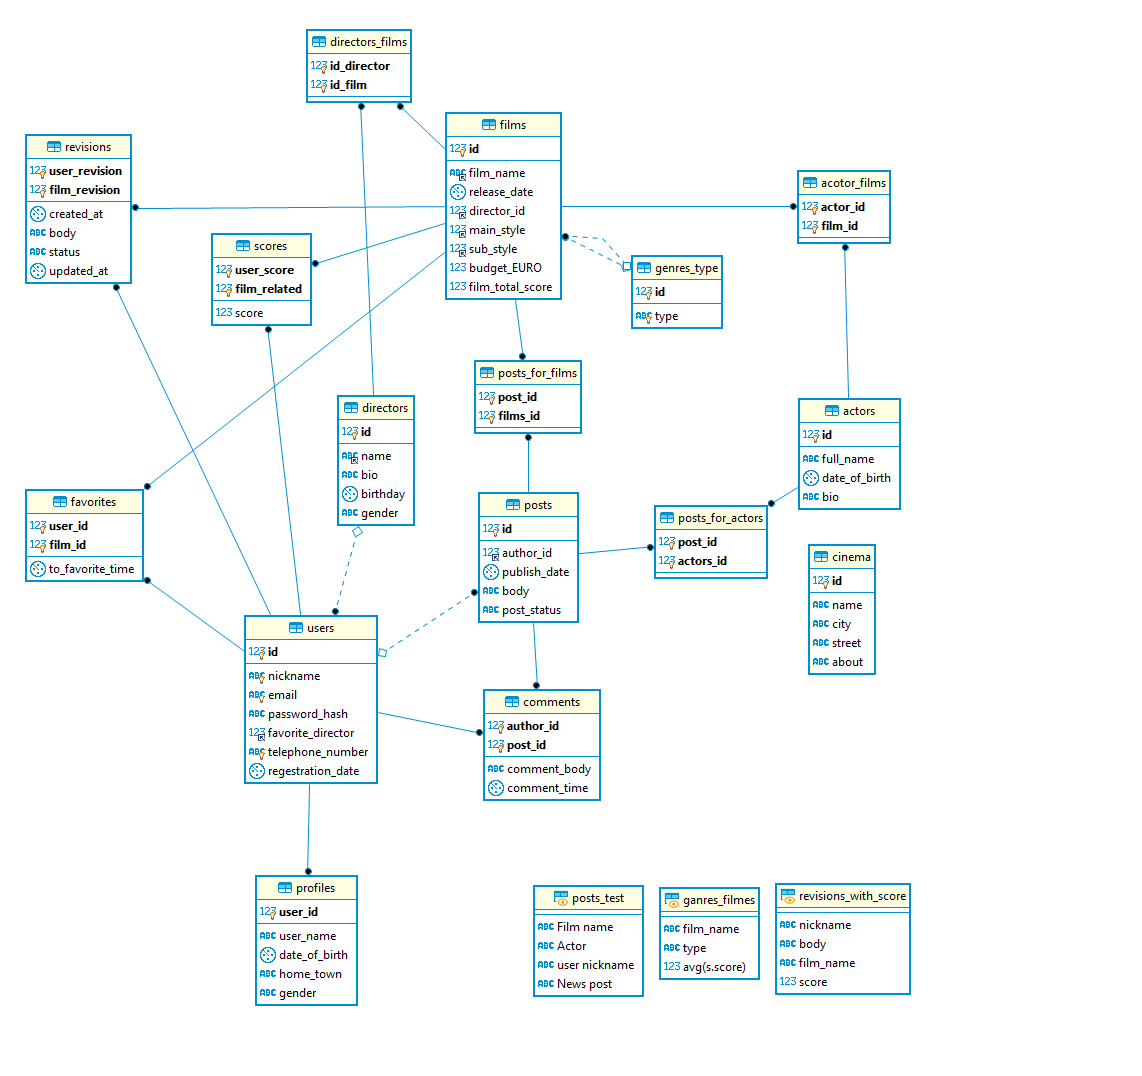 directors_films
123 id_director
123 id_film
films
123 id
ABC film_name
release_date
123 director_id
123 main_style
123 sub_style
123 budget_EURO
123 film_total_score
revisions
123 user_revision
123 film_revision
created_at
ABC body
ABC status
updated_at
acotor_films
123 actor_id
123 film_id
scores
123 user_score
123 film_related
123 score
genres_type
123 id
ABC type
posts_for_films
123 post_id
123 films_id
directors
123 id
ABC name
ABC bio
birthday
ABC gender
actors
123 id
ABC full_name
date_of_birth
ABC bio
favorites
123 user_id
123 film_id
to_favorite_time
posts
123 id
123 author_id
publish_date
ABC body
ABC post_status
posts_for_actors
123 post_id
123 actors_id
cinema
123 id
ABC name
ABC city
ABC street
ABC about
users
123 id
ABC nickname
ABC email
ABC password_hash
123 favorite_director
ABC telephone_number
regestration_date
comments
123 author_id
123 post_id
ABC comment_body
comment_time
profiles
123 user_id
ABC user_name
date_of_birth
ABC home_town
ABC gender
posts_test
ABC Film name
ABC Actor
ABC user nickname
ABC News post
ganres_filmes
ABC film_name
ABC type
123 avg(s.score)
revisions_with_score
ABC nickname
ABC body
ABC film_name
123 score